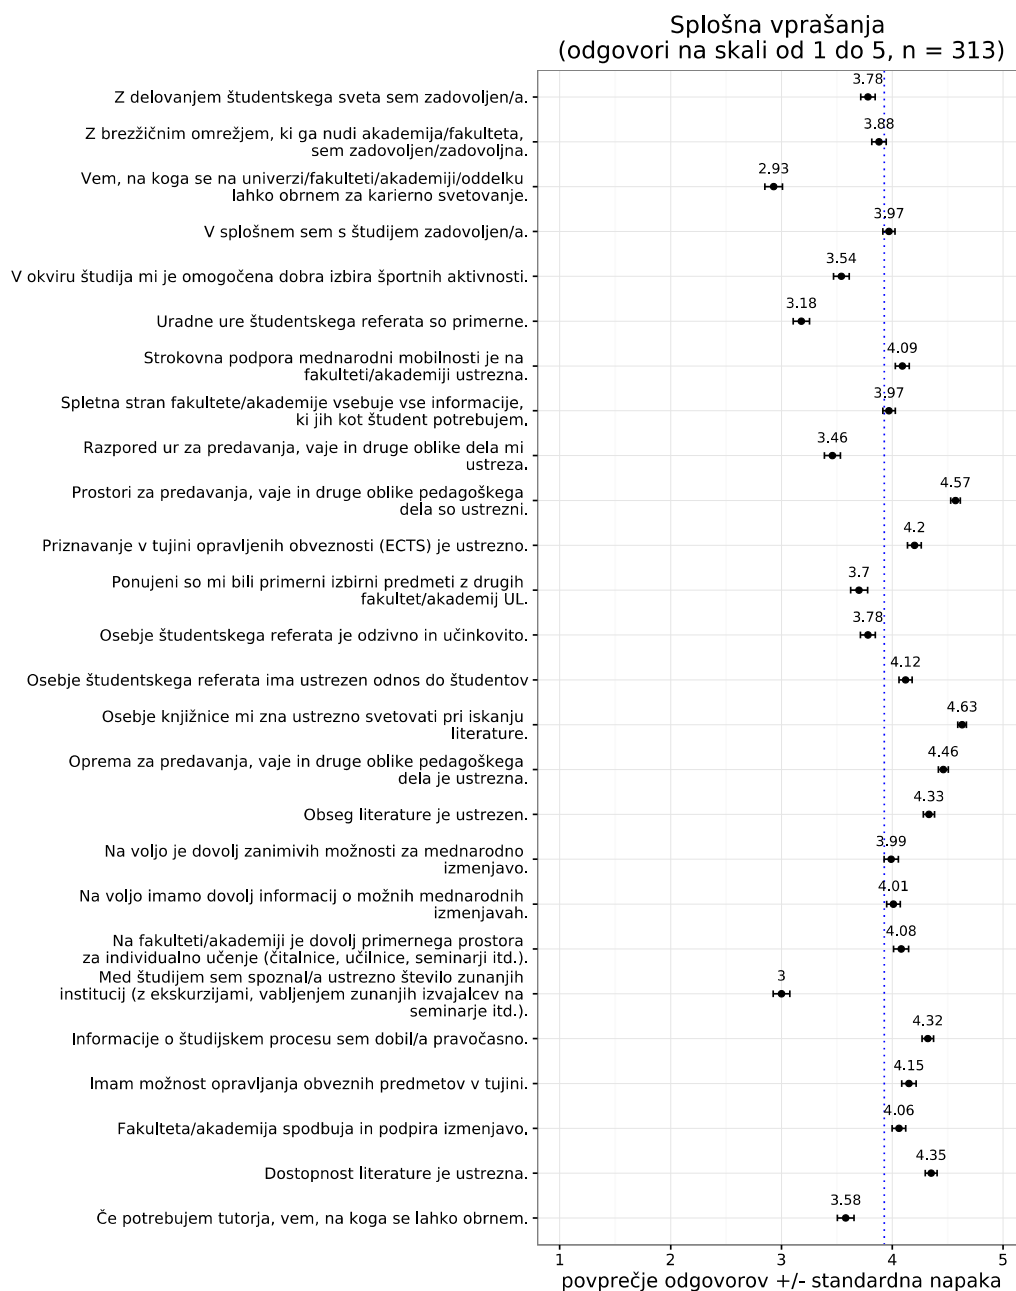 Splošna vprašanja
(odgovori na skali od 1 do 5, n = 313)
Z delovanjem študentskega sveta sem zadovoljen/a.
3.78
Z brezžičnim omrežjem, ki ga nudi akademija/fakulteta,
sem zadovoljen/zadovoljna.
3.88
Vem, na koga se na univerzi/fakulteti/akademiji/oddelku
lahko obrnem za karierno svetovanje.
2.93
V splošnem sem s študijem zadovoljen/a.
3.97
V okviru študija mi je omogočena dobra izbira športnih aktivnosti.
3.54
Uradne ure študentskega referata so primerne.
3.18
Strokovna podpora mednarodni mobilnosti je na
fakulteti/akademiji ustrezna.
4.09
Spletna stran fakultete/akademije vsebuje vse informacije,
ki jih kot študent potrebujem.
3.97
Razpored ur za predavanja, vaje in druge oblike dela mi
ustreza.
3.46
Prostori za predavanja, vaje in druge oblike pedagoškega
dela so ustrezni.
4.57
Priznavanje v tujini opravljenih obveznosti (ECTS) je ustrezno.
4.2
Ponujeni so mi bili primerni izbirni predmeti z drugih
fakultet/akademij UL.
3.7
Osebje študentskega referata je odzivno in učinkovito.
3.78
Osebje študentskega referata ima ustrezen odnos do študentov
4.12
Osebje knjižnice mi zna ustrezno svetovati pri iskanju
literature.
4.63
Oprema za predavanja, vaje in druge oblike pedagoškega
dela je ustrezna.
4.46
Obseg literature je ustrezen.
4.33
Na voljo je dovolj zanimivih možnosti za mednarodno
izmenjavo.
3.99
Na voljo imamo dovolj informacij o možnih mednarodnih
izmenjavah.
4.01
Na fakulteti/akademiji je dovolj primernega prostora
za individualno učenje (čitalnice, učilnice, seminarji itd.).
4.08
Med študijem sem spoznal/a ustrezno število zunanjih
institucij (z ekskurzijami, vabljenjem zunanjih izvajalcev na
seminarje itd.).
3
Informacije o študijskem procesu sem dobil/a pravočasno.
4.32
Imam možnost opravljanja obveznih predmetov v tujini.
4.15
Fakulteta/akademija spodbuja in podpira izmenjavo.
4.06
Dostopnost literature je ustrezna.
4.35
Če potrebujem tutorja, vem, na koga se lahko obrnem.
3.58
1 2 3 4 5
povprečje odgovorov +/- standardna napaka